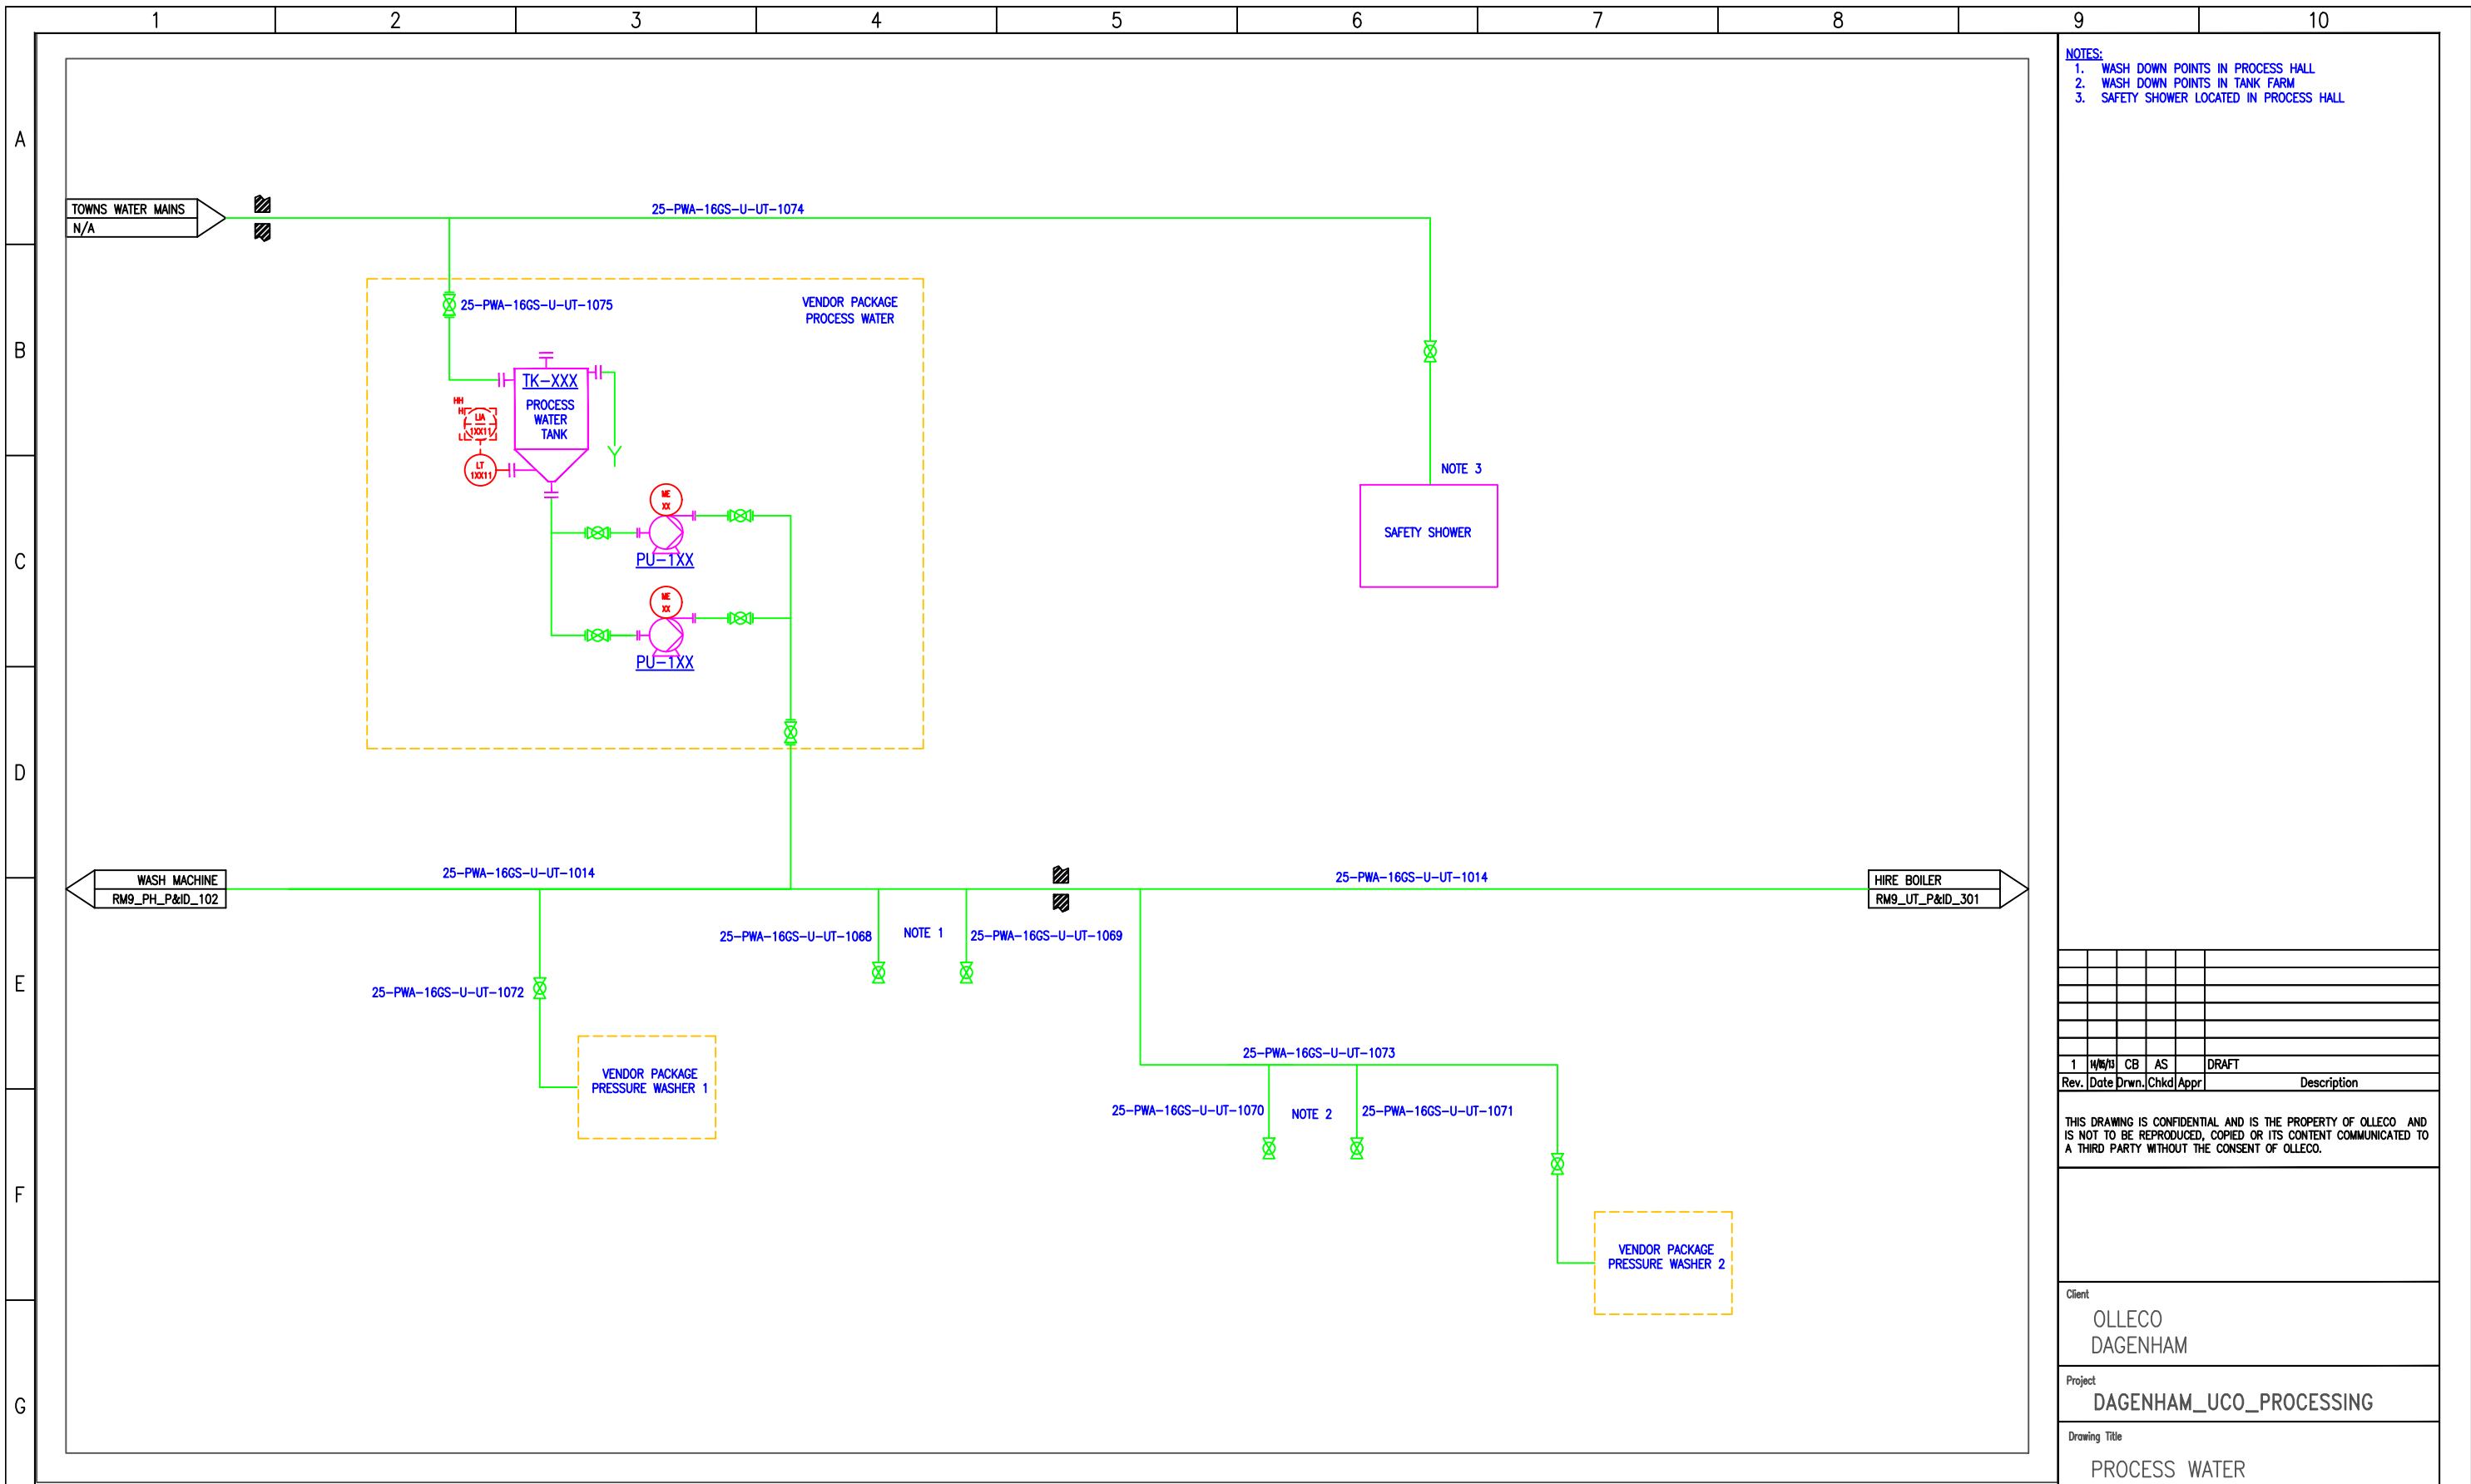 1 2 3 4 5 6 7 8 9 10
A
B
C
D
E
F
G
NOTES:
1. WASH DOWN POINTS IN PROCESS HALL
2. WASH DOWN POINTS IN TANK FARM
3. SAFETY SHOWER LOCATED IN PROCESS HALL
TOWNS WATER MAINS
N/A
25-PWA-16GS-U-UT-1074
25-PWA-16GS-U-UT-1075
VENDOR PACKAGE
PROCESS WATER
TK-XXX
PROCESS
WATER
TANK
HH
H
L
LIA
1XX11
LT
1XX11
ME
XX
PU-1XX
ME
XX
PU-1XX
NOTE 3
SAFETY SHOWER
WASH MACHINE
RM9_PH_P&ID_102
25-PWA-16GS-U-UT-1014
25-PWA-16GS-U-UT-1014
HIRE BOILER
RM9_UT_P&ID_301
25-PWA-16GS-U-UT-1068
NOTE 1
25-PWA-16GS-U-UT-1069
25-PWA-16GS-U-UT-1072
VENDOR PACKAGE
PRESSURE WASHER 1
25-PWA-16GS-U-UT-1073
25-PWA-16GS-U-UT-1070
NOTE 2
25-PWA-16GS-U-UT-1071
VENDOR PACKAGE
PRESSURE WASHER 2
1 CB AS DRAFT
Rev. Date Drwn. Chkd Appr Description
THIS DRAWING IS CONFIDENTIAL AND IS THE PROPERTY OF OLLECO AND
IS NOT TO BE REPRODUCED, COPIED OR ITS CONTENT COMMUNICATED TO
A THIRD PARTY WITHOUT THE CONSENT OF OLLECO.
Client
OLLECO
DAGENHAM
Project
DAGENHAM_UCO_PROCESSING
Drawing Title
PROCESS WATER